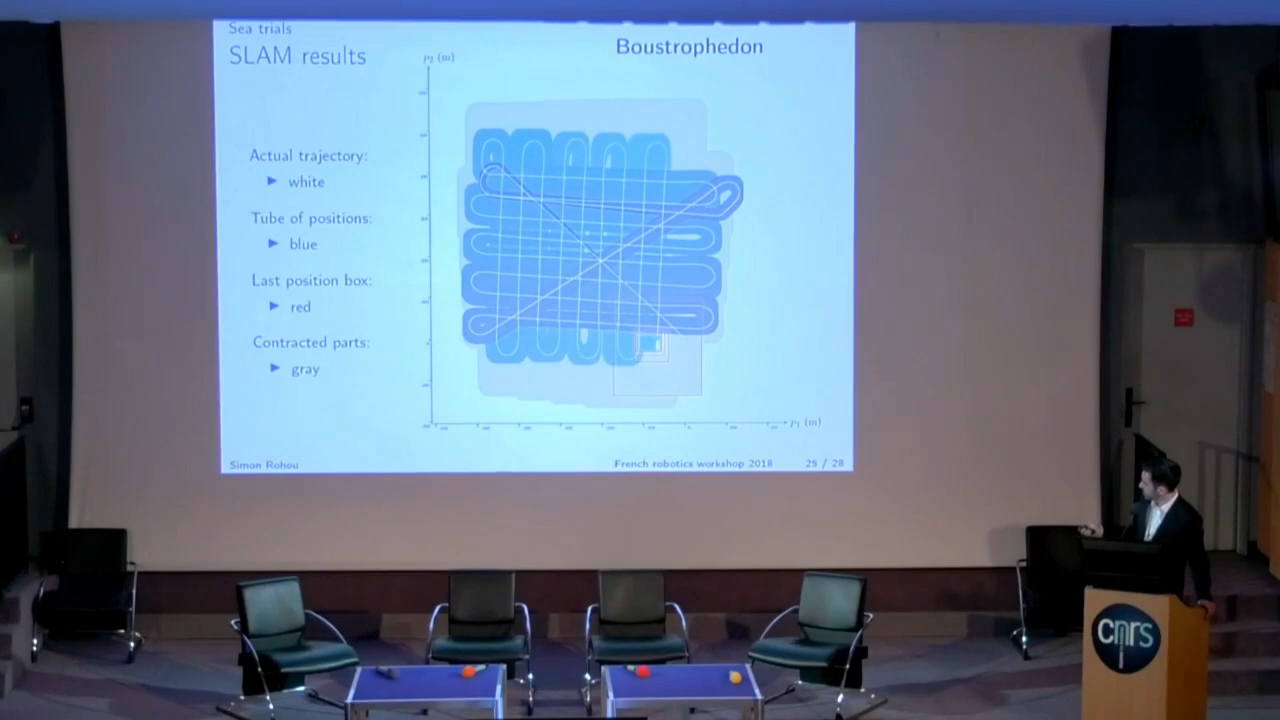 Sea trials
SLAM results
Boustrophedon
p₂ (m)
Actual trajectory:
▶ white
Tube of positions:
▶ blue
Last position box:
▶ red
Contracted parts:
▶ gray
p₁ (m)
Simon Rohou
French robotics workshop 2018
25 / 28
cnrs